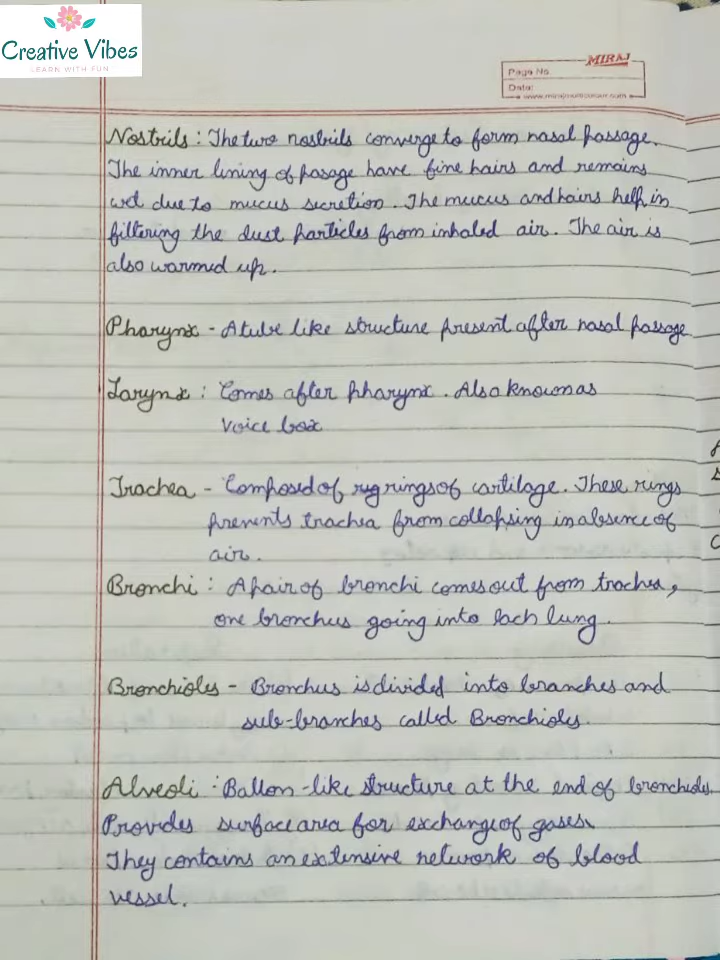 Creative Vibes
LEARN WITH FUN
MIRAJ
Page No.
Date:
Nostrils : The two nostrils converge to form nasal passage.
The inner lining of pasage have fine hairs and remains
wet due to mucus secretion. The mucus and hairs help in
filtering the dust particles from inhaled air. The air is
also warmed up.
Pharynx - A tube like structure present after nasal passage
Larynx : Comes after pharynx. Also known as
Voice box
Trachea - Composed of rings of cartilage. These rings
prevents trachea from collapsing in absence of
air.
Bronchi : A pair of bronchi comes out from trachea,
one bronchus going into each lung.
Bronchioles - Bronchus is divided into branches and
sub-branches called Bronchioles.
Alveoli : Ballon-like structure at the end of bronchioles.
Provides surface area for exchange of gases.
They contains an extensive network of blood
vessel.